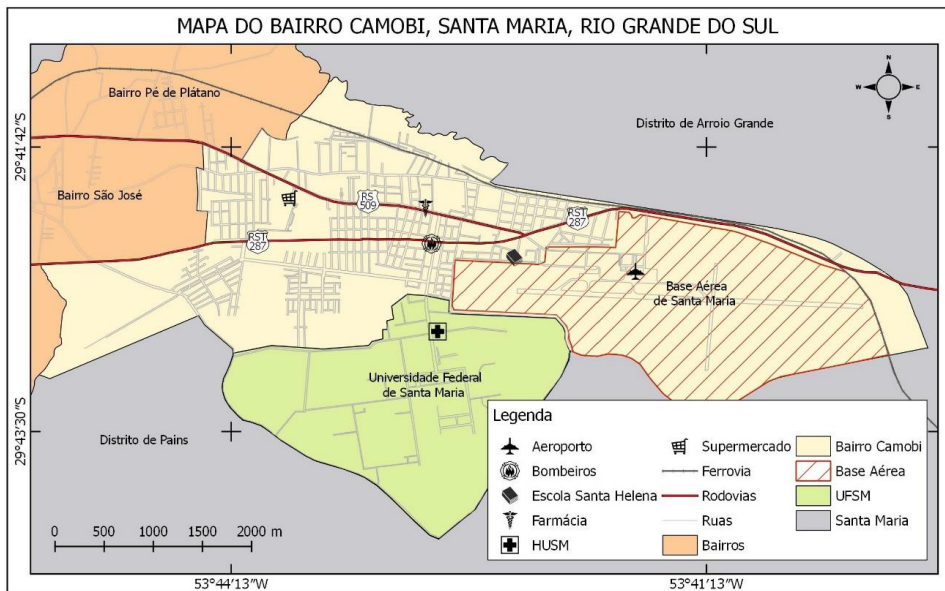 MAPA DO BAIRRO CAMOBI, SANTA MARIA, RIO GRANDE DO SUL
Bairro Pé de Plátano
N
W E
S
Distrito de Arroio Grande
29°41'42"S
29°41'42"S
Bairro São José
RS
509
RST
287
RST
287
Base Aérea
de Santa Maria
Universidade Federal
de Santa Maria
Distrito de Pains
29°43'30"S
0 500 1000 1500 2000 m
Legenda
Aeroporto
Bombeiros
Escola Santa Helena
Farmácia
HUSM
Supermercado
Ferrovia
Rodovias
Ruas
Bairros
Bairro Camobi
Base Aérea
UFSM
Santa Maria
53°44'13"W
53°41'13"W